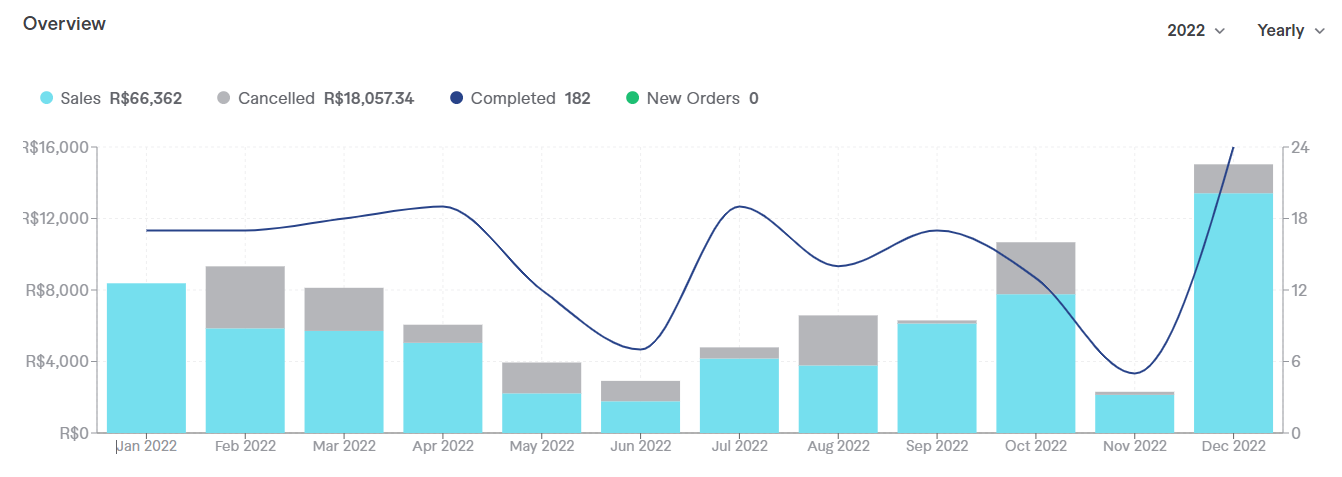 Overview
2022 Yearly
Sales R$66,362 Cancelled R$18,057.34 Completed 182 New Orders 0
R$16,000 24
R$12,000 18
R$8,000 12
R$4,000 6
R$0 0
Jan 2022 Feb 2022 Mar 2022 Apr 2022 May 2022 Jun 2022 Jul 2022 Aug 2022 Sep 2022 Oct 2022 Nov 2022 Dec 2022